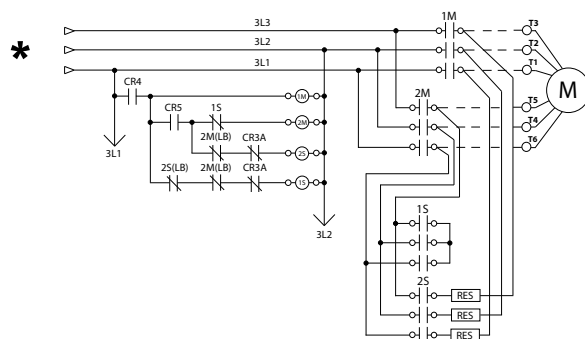 *
3L3
1M
T3
3L2
T2
3L1
T1
M
CR4
1M
2M
T5
T4
T6
CR5
1S
2M
2M(LB)
CR3A
2S
2S(LB)
2M(LB)
CR3A
1S
3L1
3L2
1S
2S
RES
RES
RES